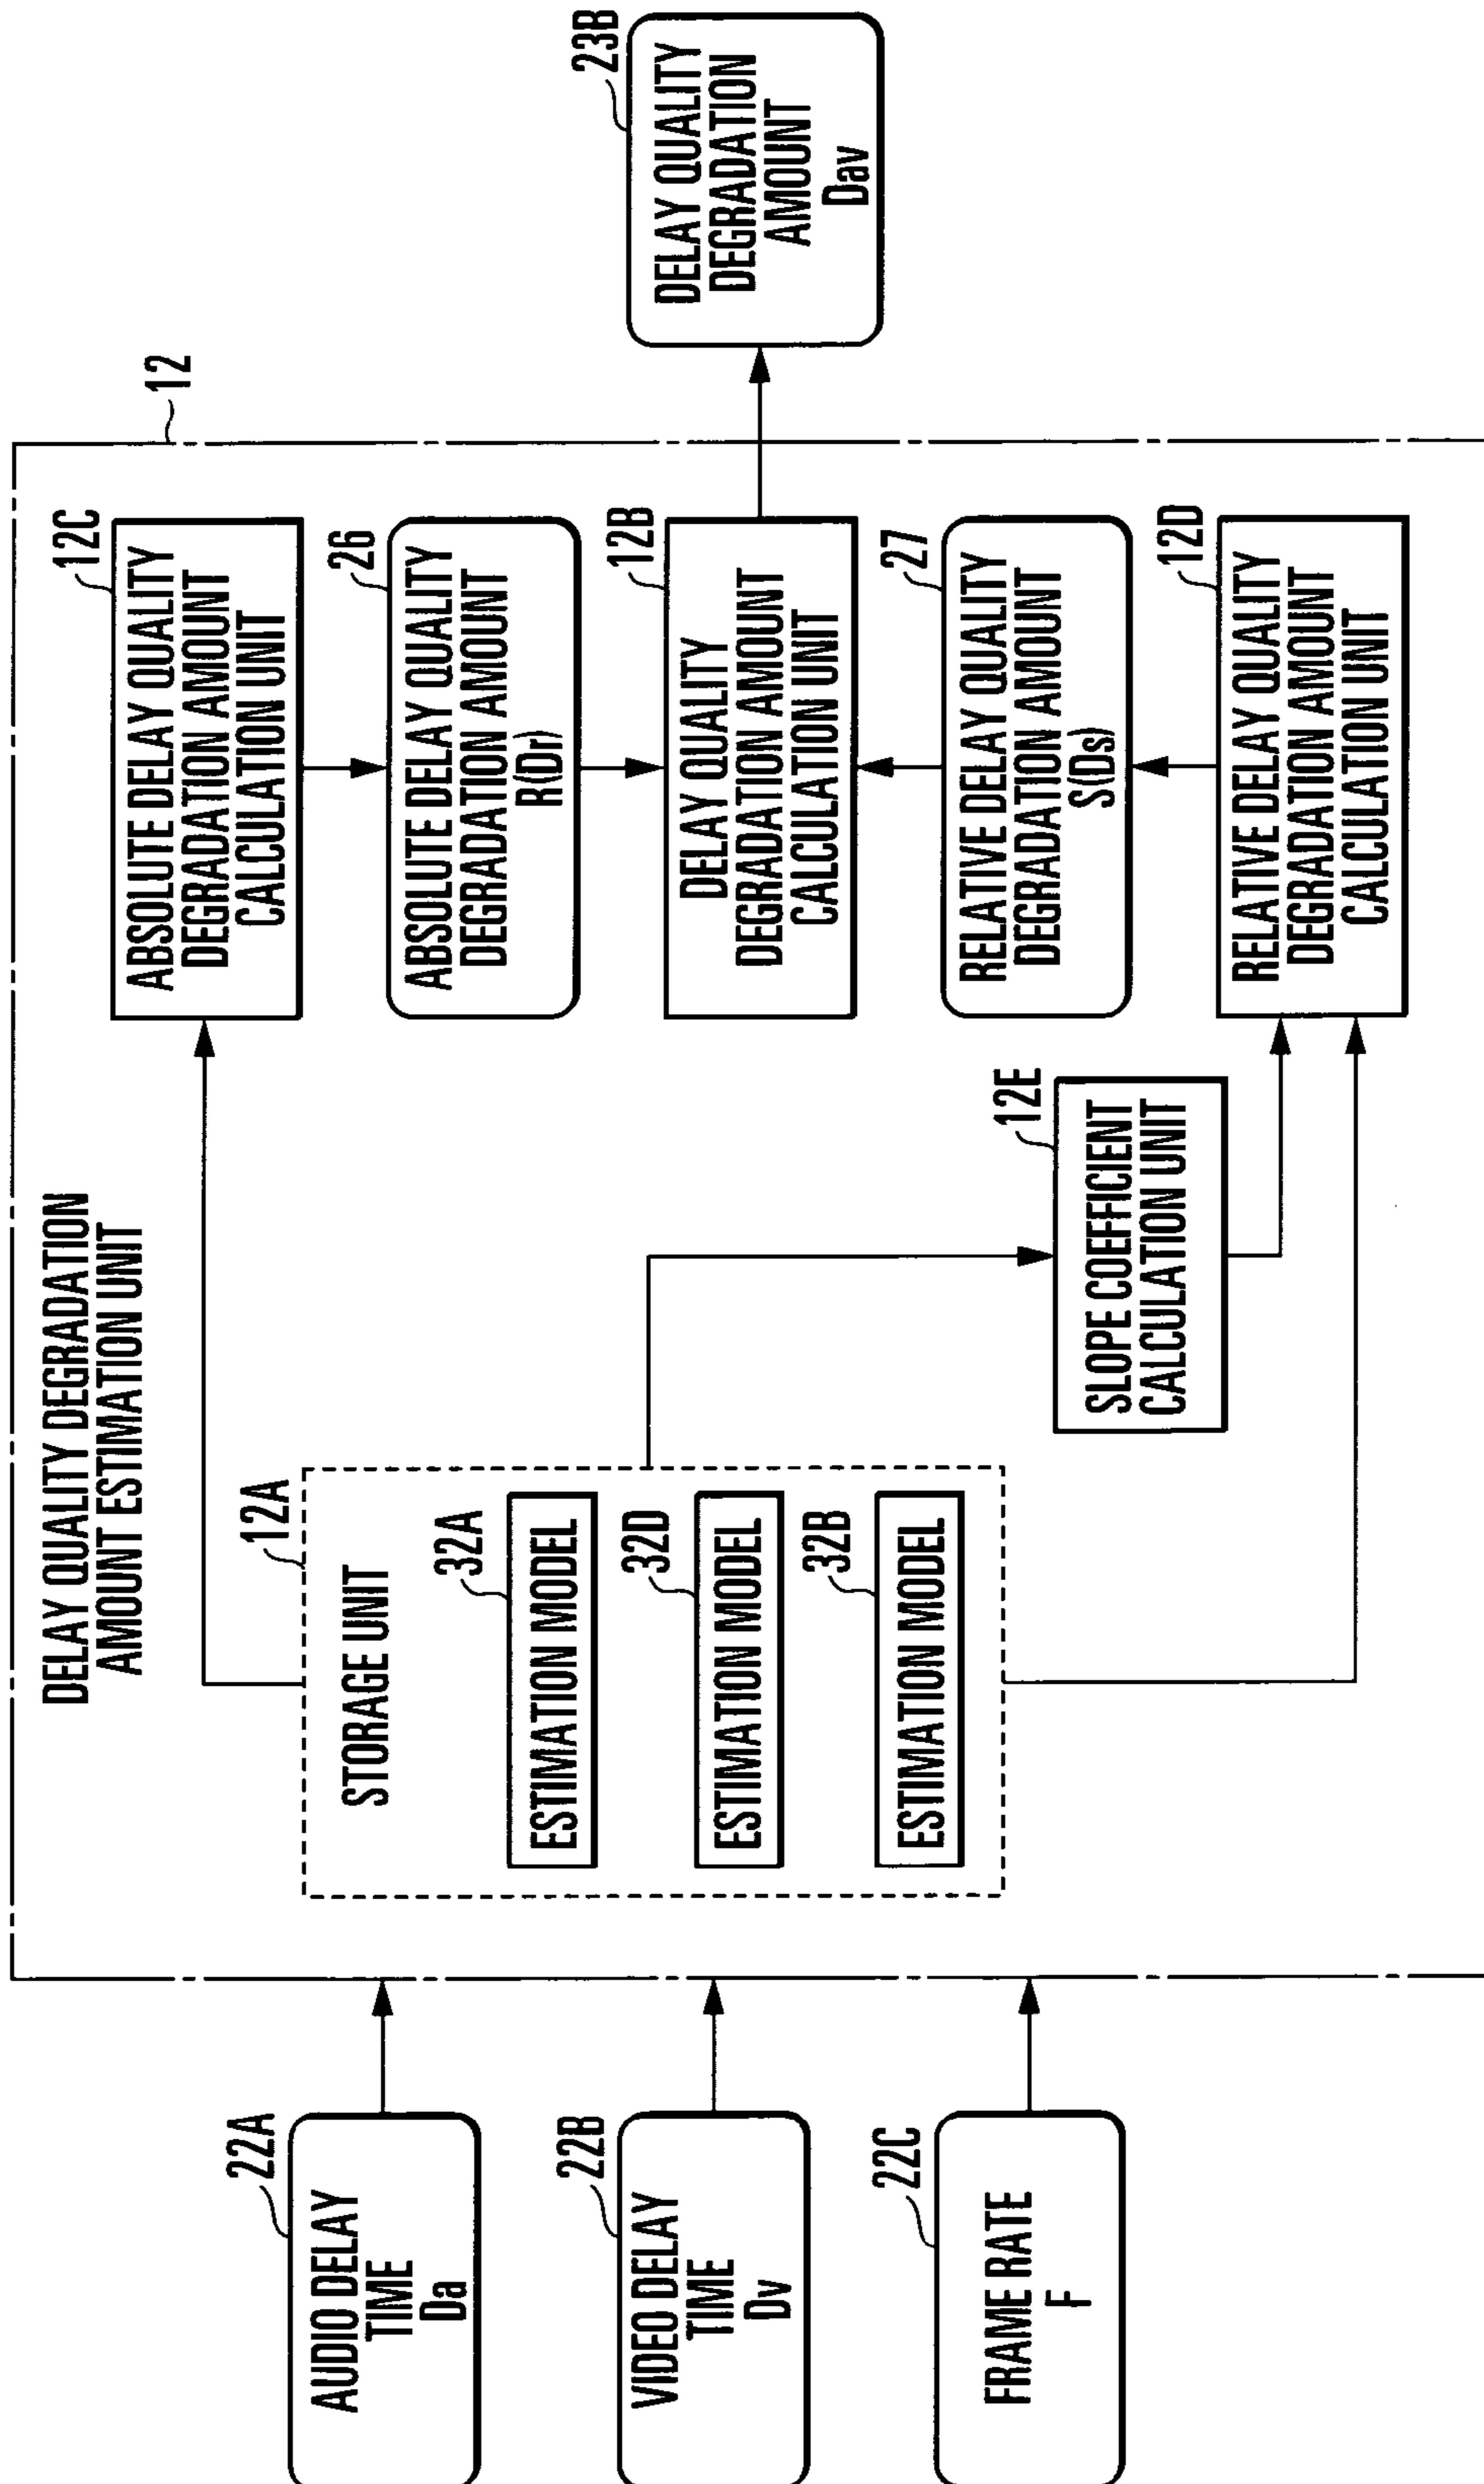 22A
AUDIO DELAY
TIME
Da
22B
VIDEO DELAY
TIME
Dv
22C
FRAME RATE
F
DELAY QUALITY DEGRADATION
AMOUNT ESTIMATION UNIT
12
12A
STORAGE UNIT
32A
ESTIMATION MODEL
32D
ESTIMATION MODEL
32B
ESTIMATION MODEL
12E
SLOPE COEFFICIENT
CALCULATION UNIT
12C
ABSOLUTE DELAY QUALITY
DEGRADATION AMOUNT
CALCULATION UNIT
26
ABSOLUTE DELAY QUALITY
DEGRADATION AMOUNT
R(Dr)
12B
DELAY QUALITY
DEGRADATION AMOUNT
CALCULATION UNIT
27
RELATIVE DELAY QUALITY
DEGRADATION AMOUNT
S(Ds)
12D
RELATIVE DELAY QUALITY
DEGRADATION AMOUNT
CALCULATION UNIT
23B
DELAY QUALITY
DEGRADATION
AMOUNT
Dav